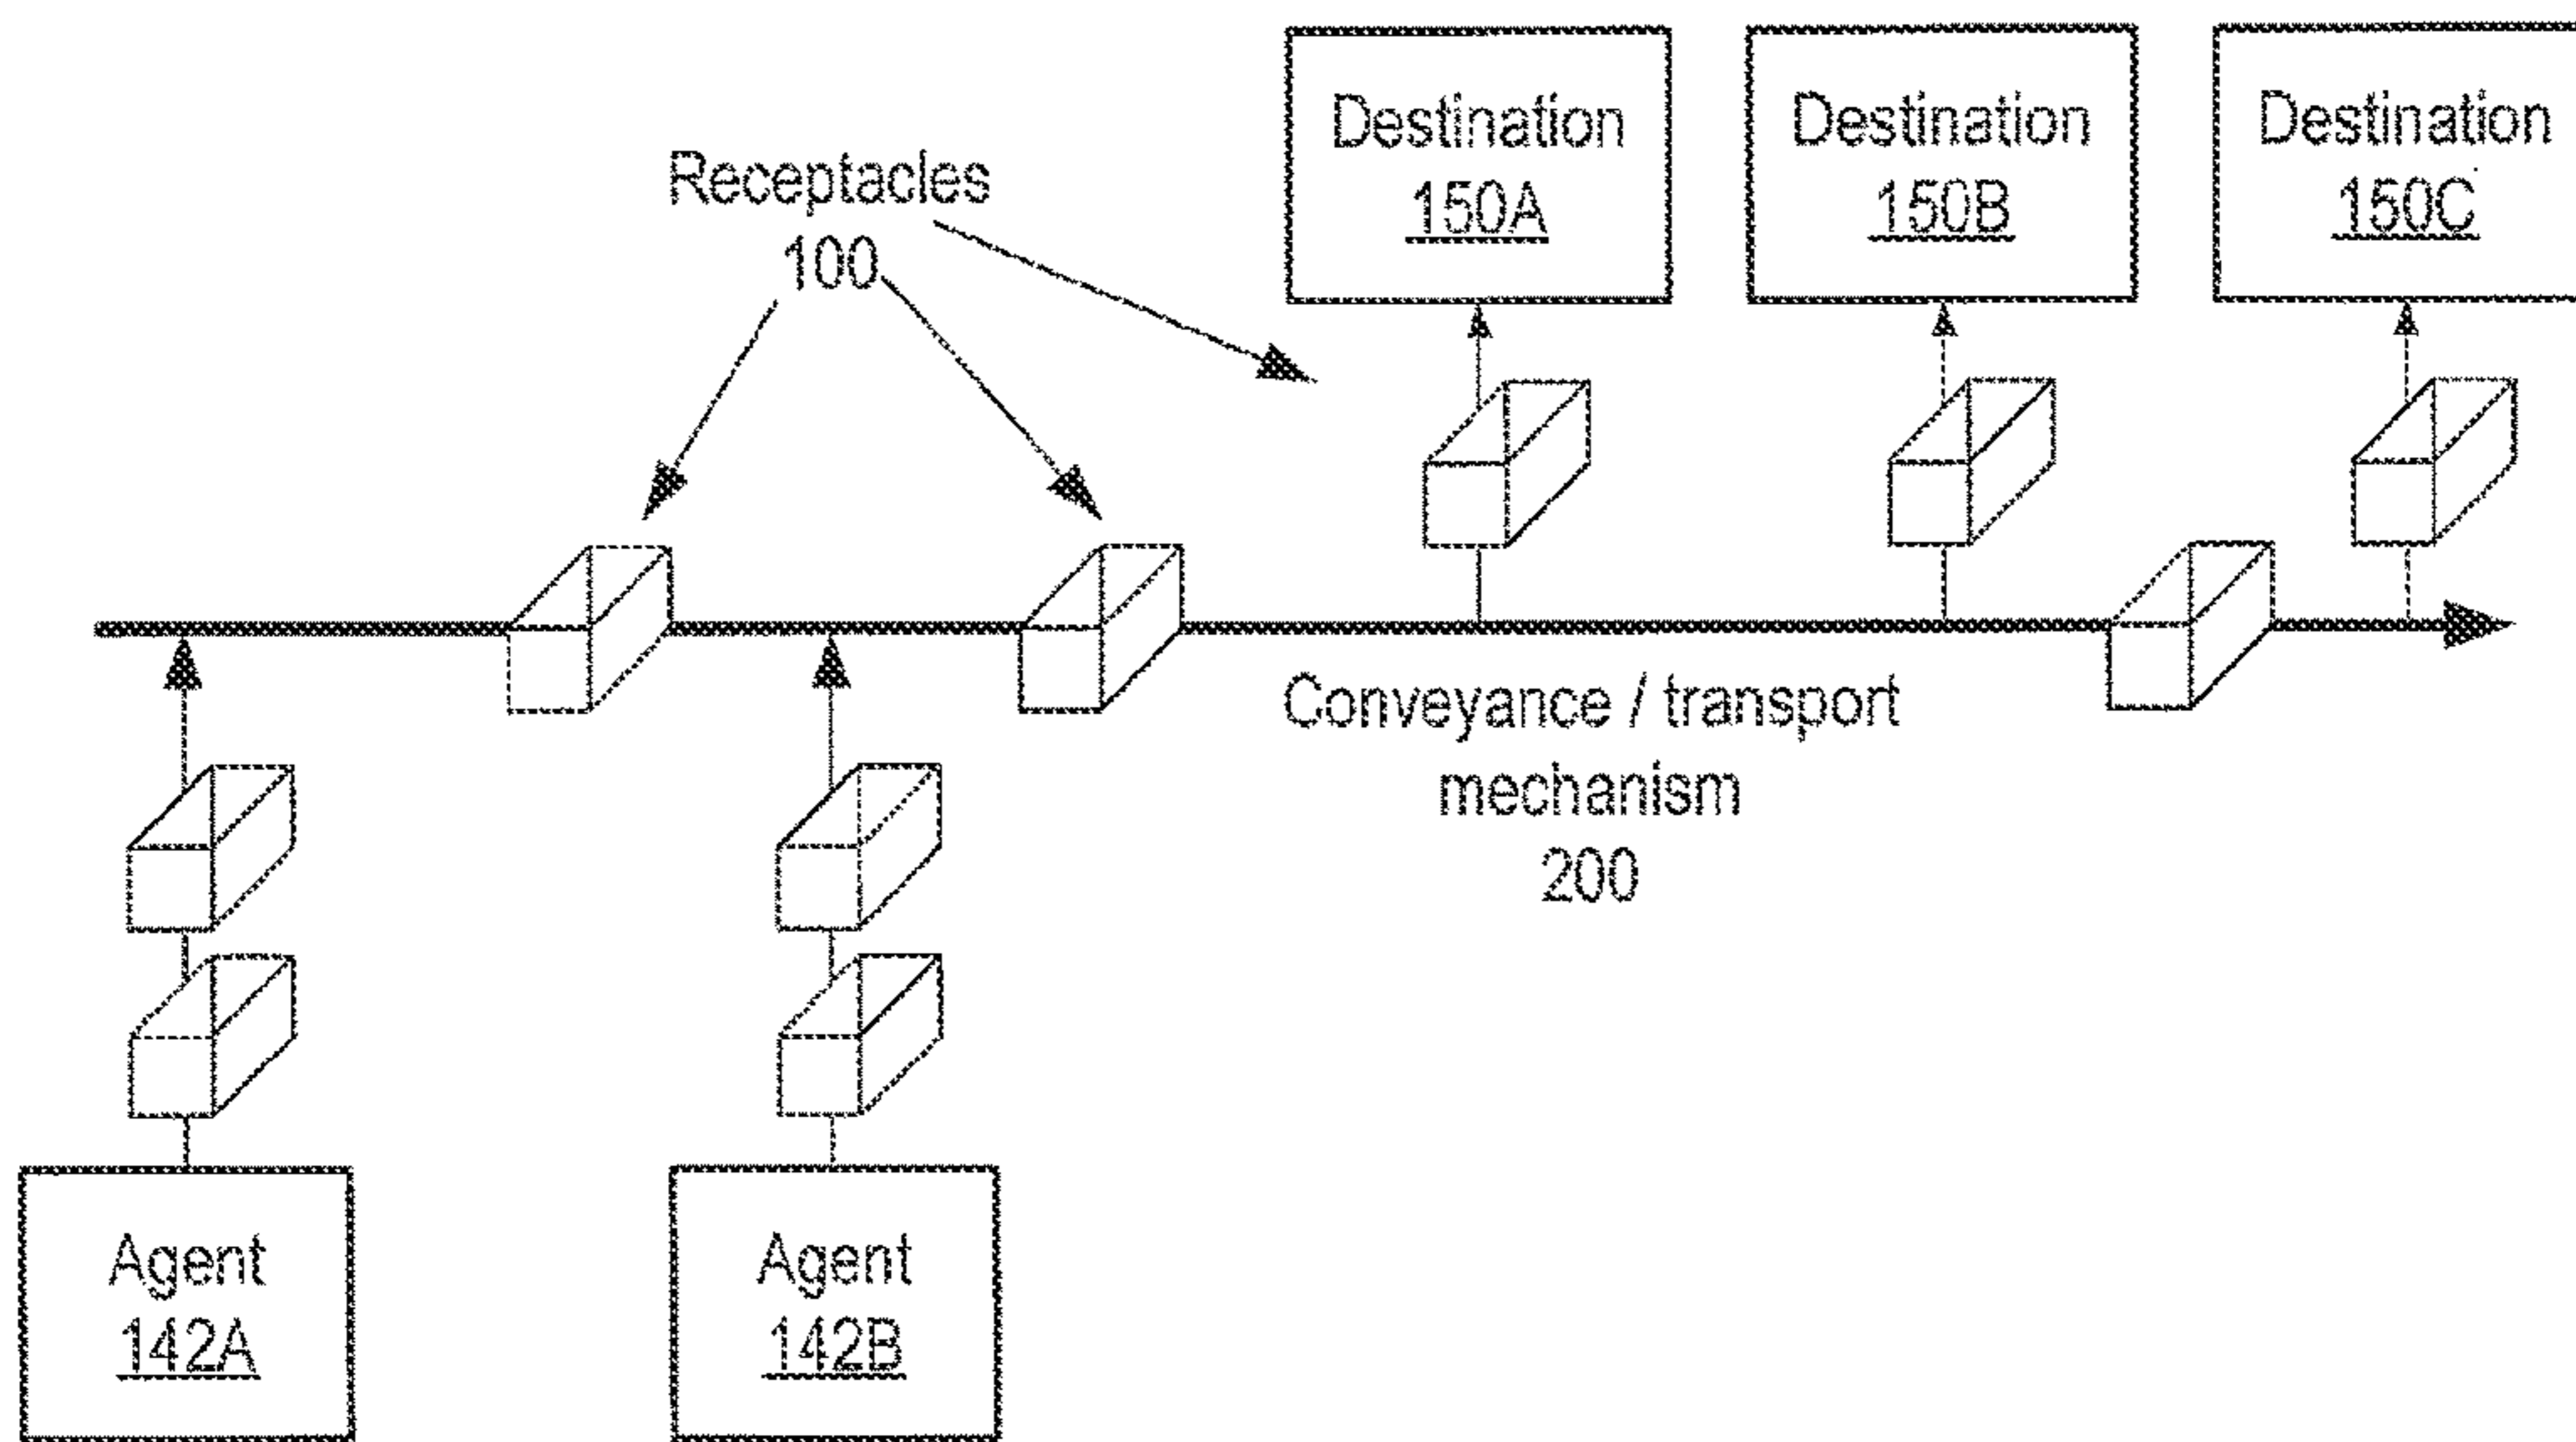 Receptacles
100
Destination
150A
Destination
150B
Destination
150C
Conveyance / transport
mechanism
200
Agent
142A
Agent
142B